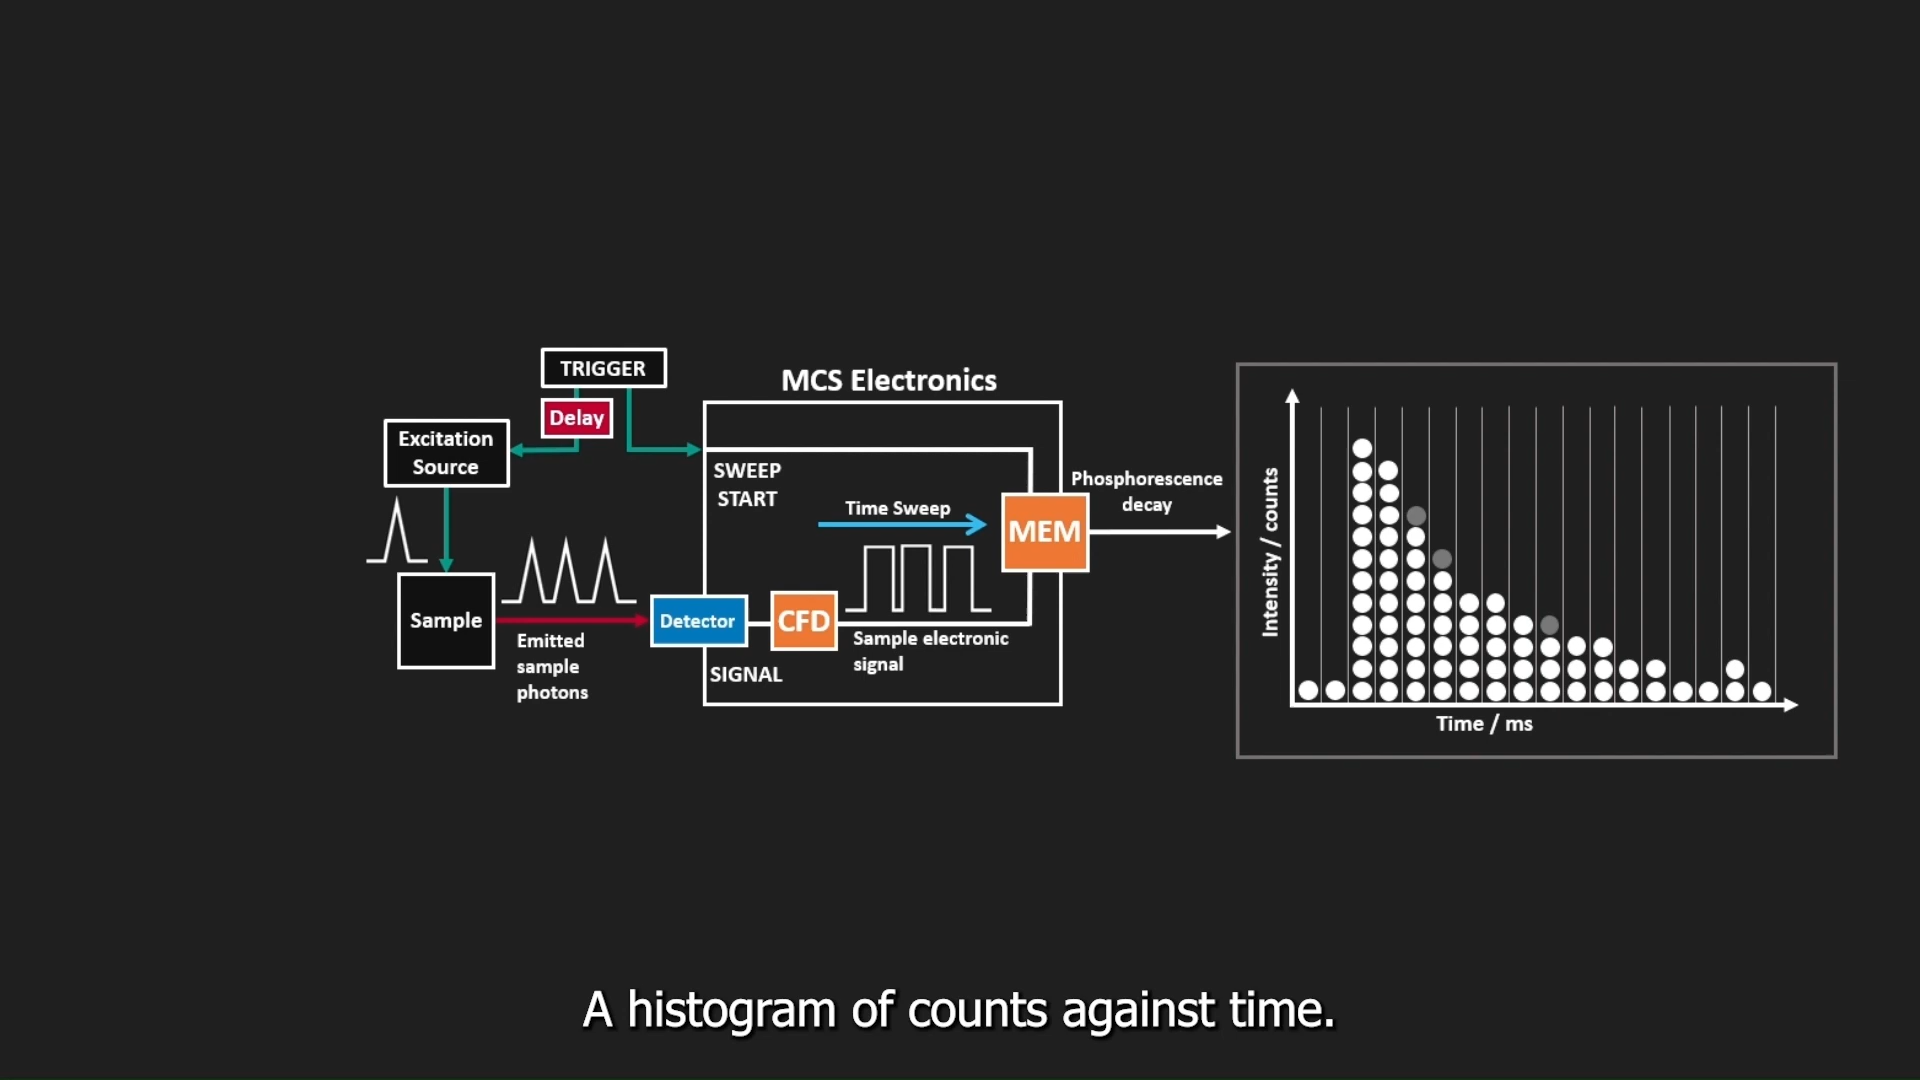 TRIGGER
Delay
Excitation
Source
Sample
Emitted
sample
photons
MCS Electronics
SWEEP
START
Time Sweep
MEM
Detector
CFD
Sample electronic
signal
SIGNAL
Phosphorescence
decay
Intensity / counts
Time / ms
A histogram of counts against time.